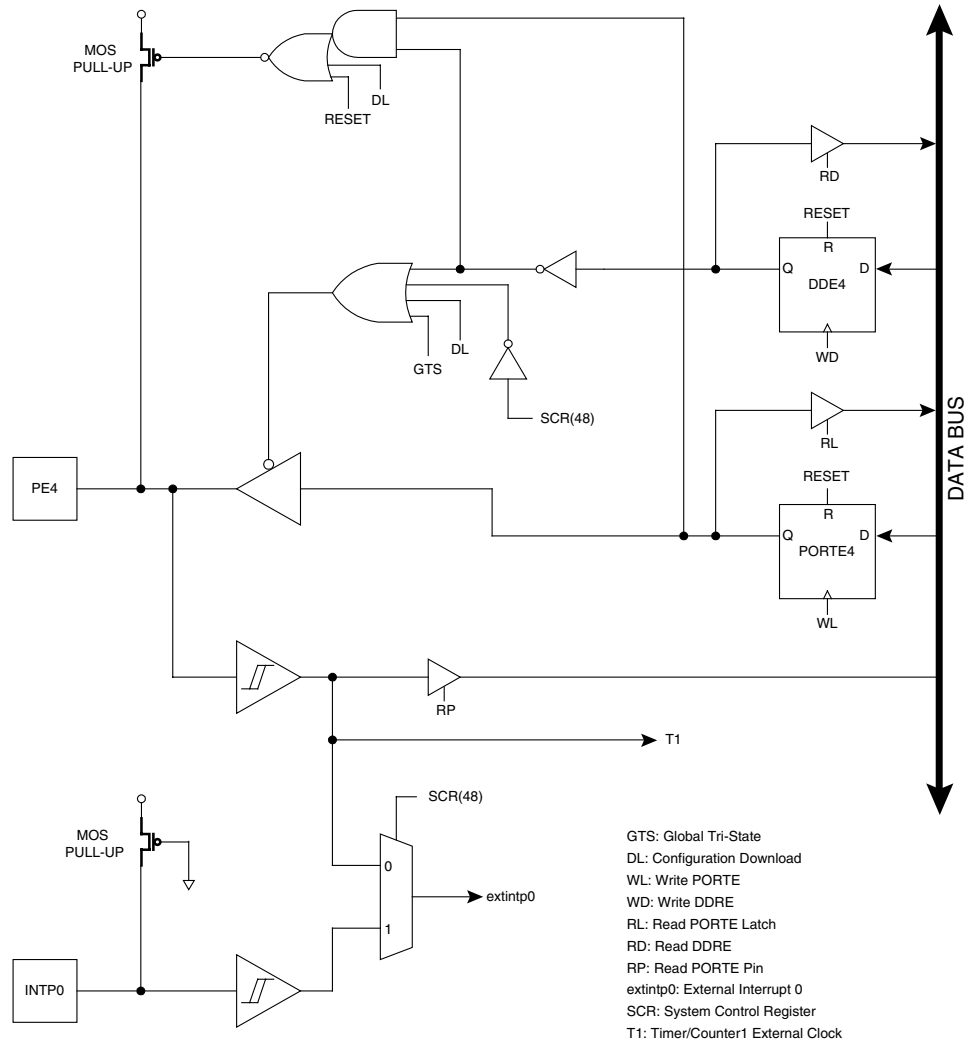 MOS
PULL-UP
DL
RESET
RD
RESET
R
Q
D
DDE4
WD
DL
GTS
SCR(48)
RL
DATA BUS
PE4
RESET
R
Q
D
PORTE4
WL
RP
T1
SCR(48)
MOS
PULL-UP
0
extintp0
1
INTP0
GTS: Global Tri-State
DL: Configuration Download
WL: Write PORTE
WD: Write DDRE
RL: Read PORTE Latch
RD: Read DDRE
RP: Read PORTE Pin
extintp0: External Interrupt 0
SCR: System Control Register
T1: Timer/Counter1 External Clock